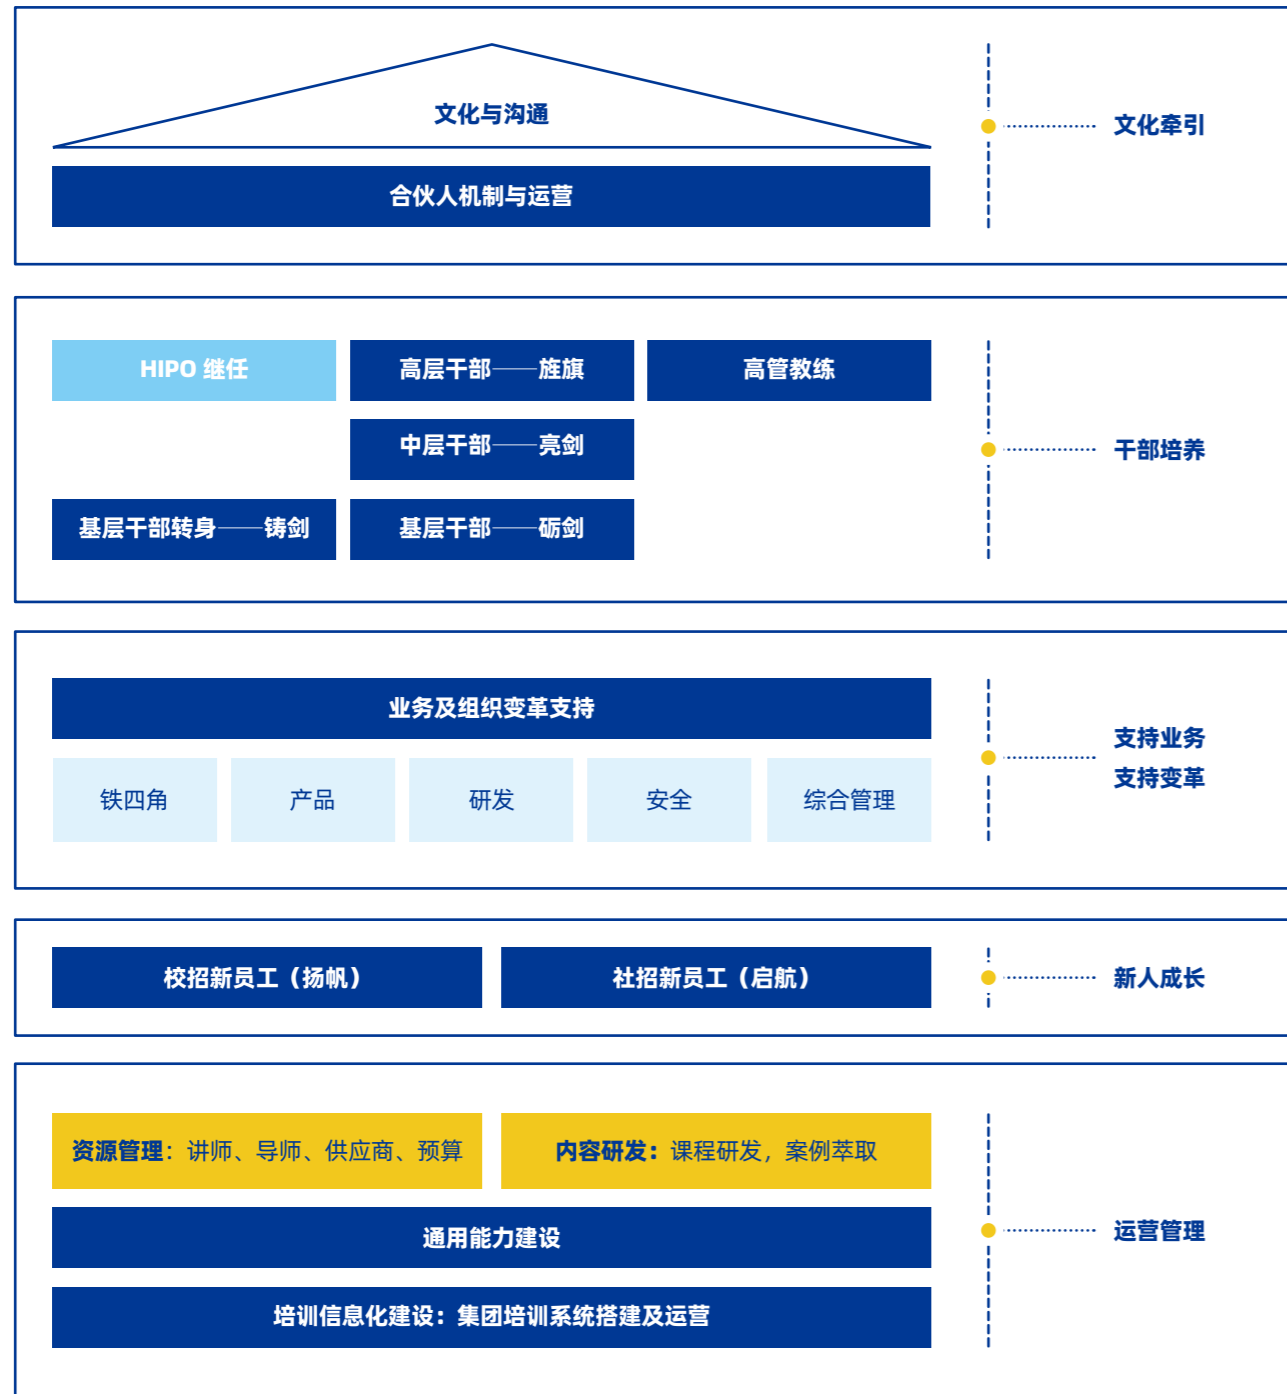 文化与沟通
合伙人机制与运营
文化牵引
HIPO 继任
高层干部——旌旗
高管教练
中层干部——亮剑
基层干部转身——铸剑
基层干部——砺剑
干部培养
业务及组织变革支持
铁四角
产品
研发
安全
综合管理
支持业务
支持变革
校招新员工（扬帆）
社招新员工（启航）
新人成长
资源管理：讲师、导师、供应商、预算
内容研发：课程研发，案例萃取
通用能力建设
培训信息化建设：集团培训系统搭建及运营
运营管理